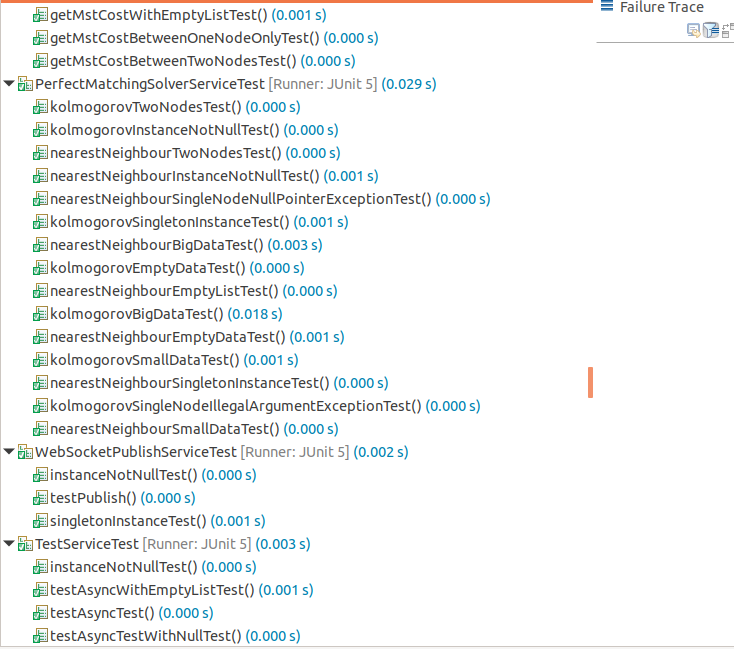 getMstCostWithEmptyListTest() (0.001 s)
Failure Trace
getMstCostBetweenOneNodeOnlyTest() (0.000 s)
getMstCostBetweenTwoNodesTest() (0.000 s)
PerfectMatchingSolverServiceTest [Runner: JUnit 5] (0.029 s)
kolmogorovTwoNodesTest() (0.000 s)
kolmogorovInstanceNotNullTest() (0.000 s)
nearestNeighbourTwoNodesTest() (0.000 s)
nearestNeighbourInstanceNotNullTest() (0.001 s)
nearestNeighbourSingleNodeNullPointerExceptionTest() (0.000 s)
kolmogorovSingletonInstanceTest() (0.001 s)
nearestNeighbourBigDataTest() (0.003 s)
kolmogorovEmptyDataTest() (0.000 s)
nearestNeighbourEmptyListTest() (0.000 s)
kolmogorovBigDataTest() (0.018 s)
nearestNeighbourEmptyDataTest() (0.001 s)
kolmogorovSmallDataTest() (0.001 s)
nearestNeighbourSingletonInstanceTest() (0.000 s)
kolmogorovSingleNodeIllegalArgumentExceptionTest() (0.000 s)
nearestNeighbourSmallDataTest() (0.000 s)
WebSocketPublishServiceTest [Runner: JUnit 5] (0.002 s)
instanceNotNullTest() (0.000 s)
testPublish() (0.000 s)
singletonInstanceTest() (0.001 s)
TestServiceTest [Runner: JUnit 5] (0.003 s)
instanceNotNullTest() (0.000 s)
testAsyncWithEmptyListTest() (0.001 s)
testAsyncTest() (0.000 s)
testAsyncTestWithNullTest() (0.000 s)